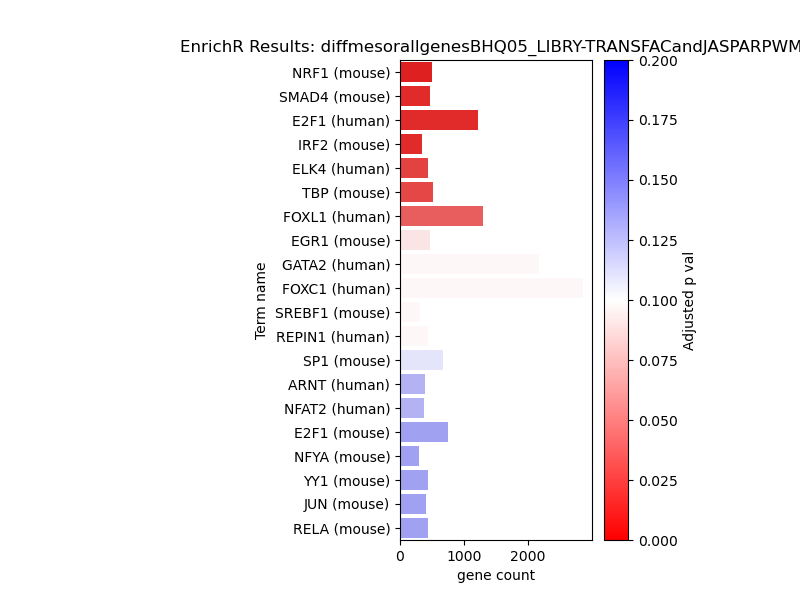 EnrichR Results: diffmesorallgenesBHQ05_LIBRY-TRANSFACandJASPARPWM
NRF1 (mouse)
SMAD4 (mouse)
E2F1 (human)
IRF2 (mouse)
ELK4 (human)
TBP (mouse)
FOXL1 (human)
EGR1 (mouse)
GATA2 (human)
FOXC1 (human)
SREBF1 (mouse)
REPIN1 (human)
SP1 (mouse)
ARNT (human)
NFAT2 (human)
E2F1 (mouse)
NFYA (mouse)
YY1 (mouse)
JUN (mouse)
RELA (mouse)
Term name
0 1000 2000
gene count
0.200
0.175
0.150
0.125
0.100
0.075
0.050
0.025
0.000
Adjusted p val